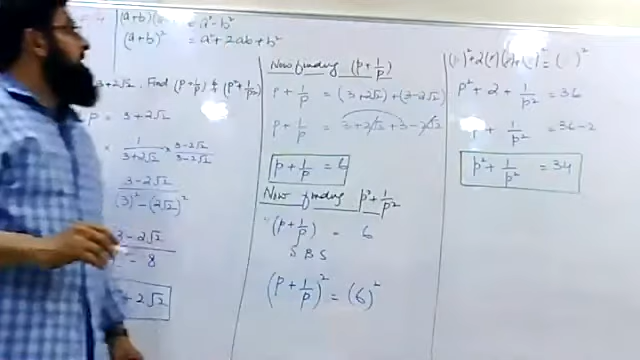 (a+b)(a = a² - b²
(a+b)² = a² + 2ab + b²
3+2√2. Find (p+1/p) & (p²+1/p²)
p = 3+2√2
= 1/(3+2√2) × (3-2√2)/(3-2√2)
(3-2√2)/((3)²-(2√2)²)
3-2√2
- 8
+ 2√2
Now finding (p+1/p)
p + 1/p = (3+2√2)+(3-2√2)
p + 1/p = 3+2√2+3-2√2
p + 1/p = 6
Now finding p²+1/p²
(p+1/p) = 6
S B S
(p + 1/p)² = (6)²
p² + 2 + 1/p² = 36
+ 1/p² = 36-2
p² + 1/p² = 34